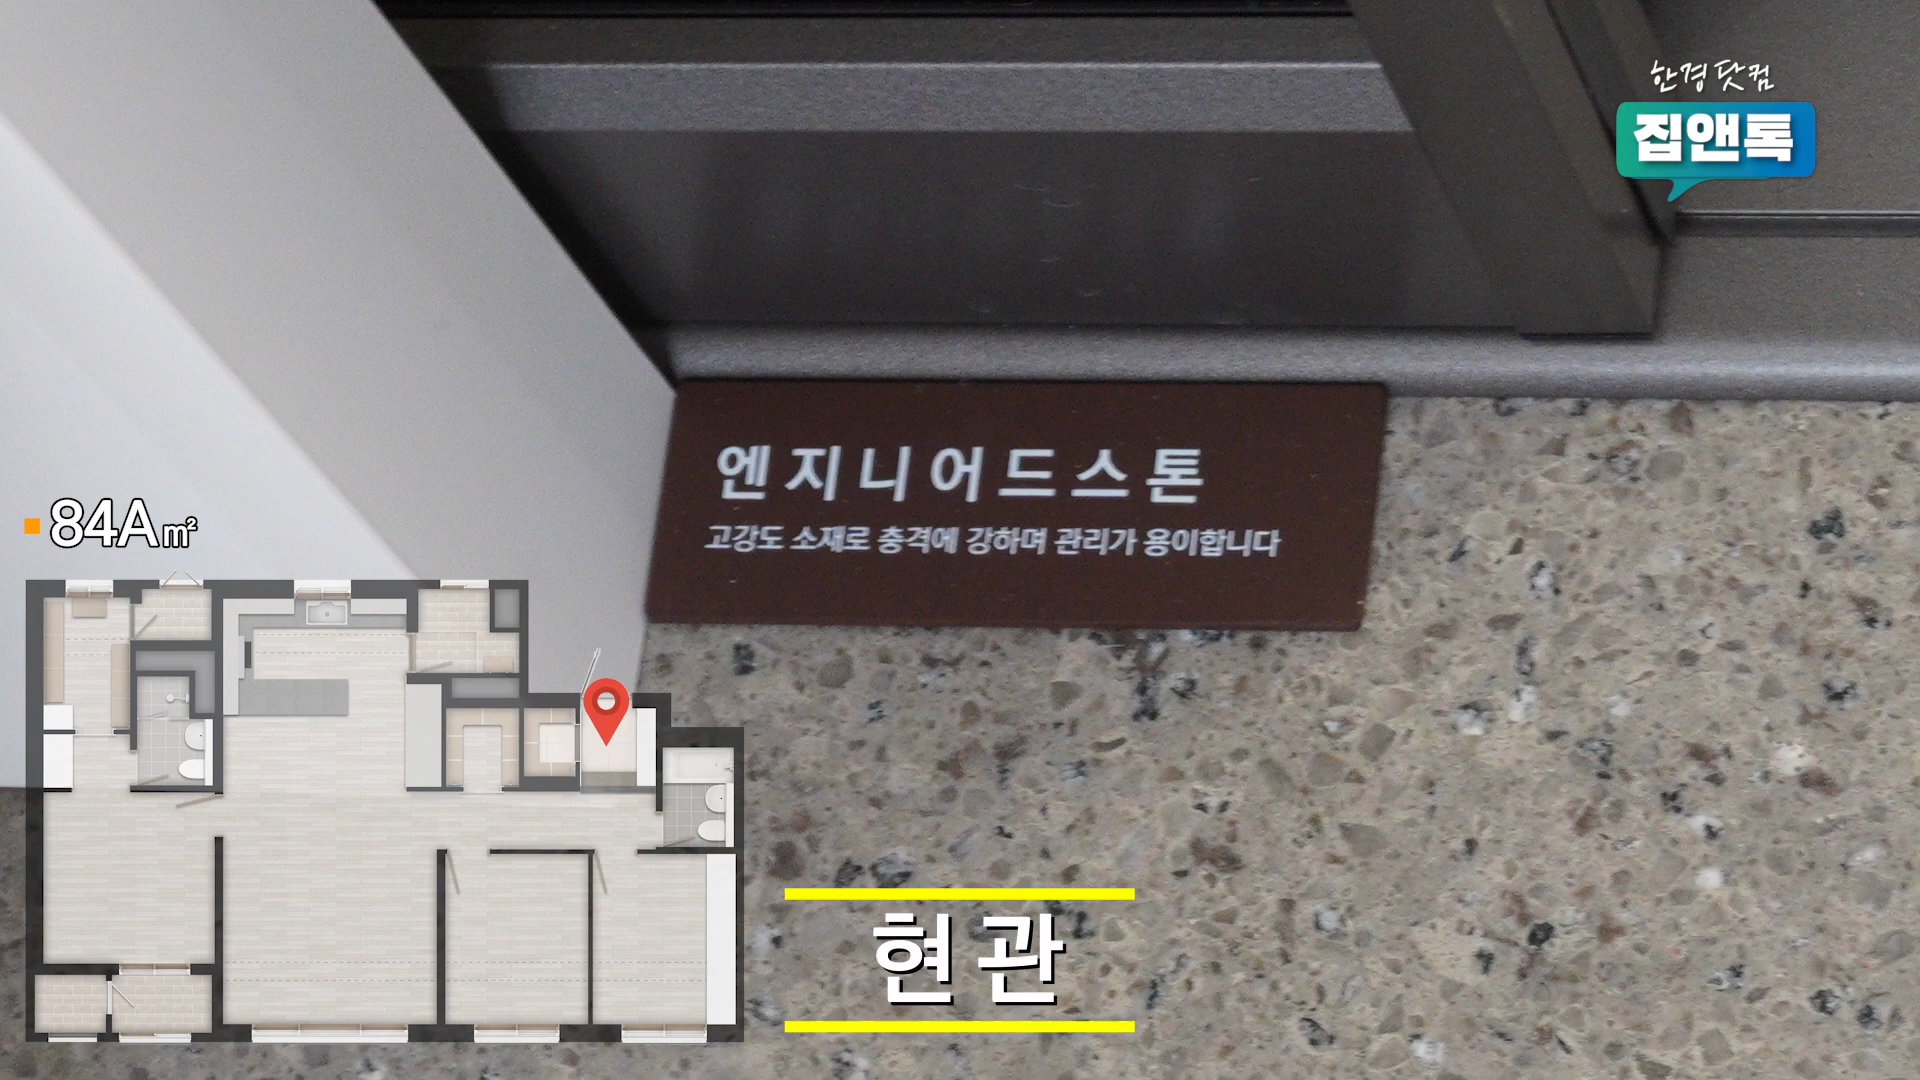 한경닷컴
집앤톡
엔지니어드스톤
고강도 소재로 충격에 강하며 관리가 용이합니다
84A㎡
현관